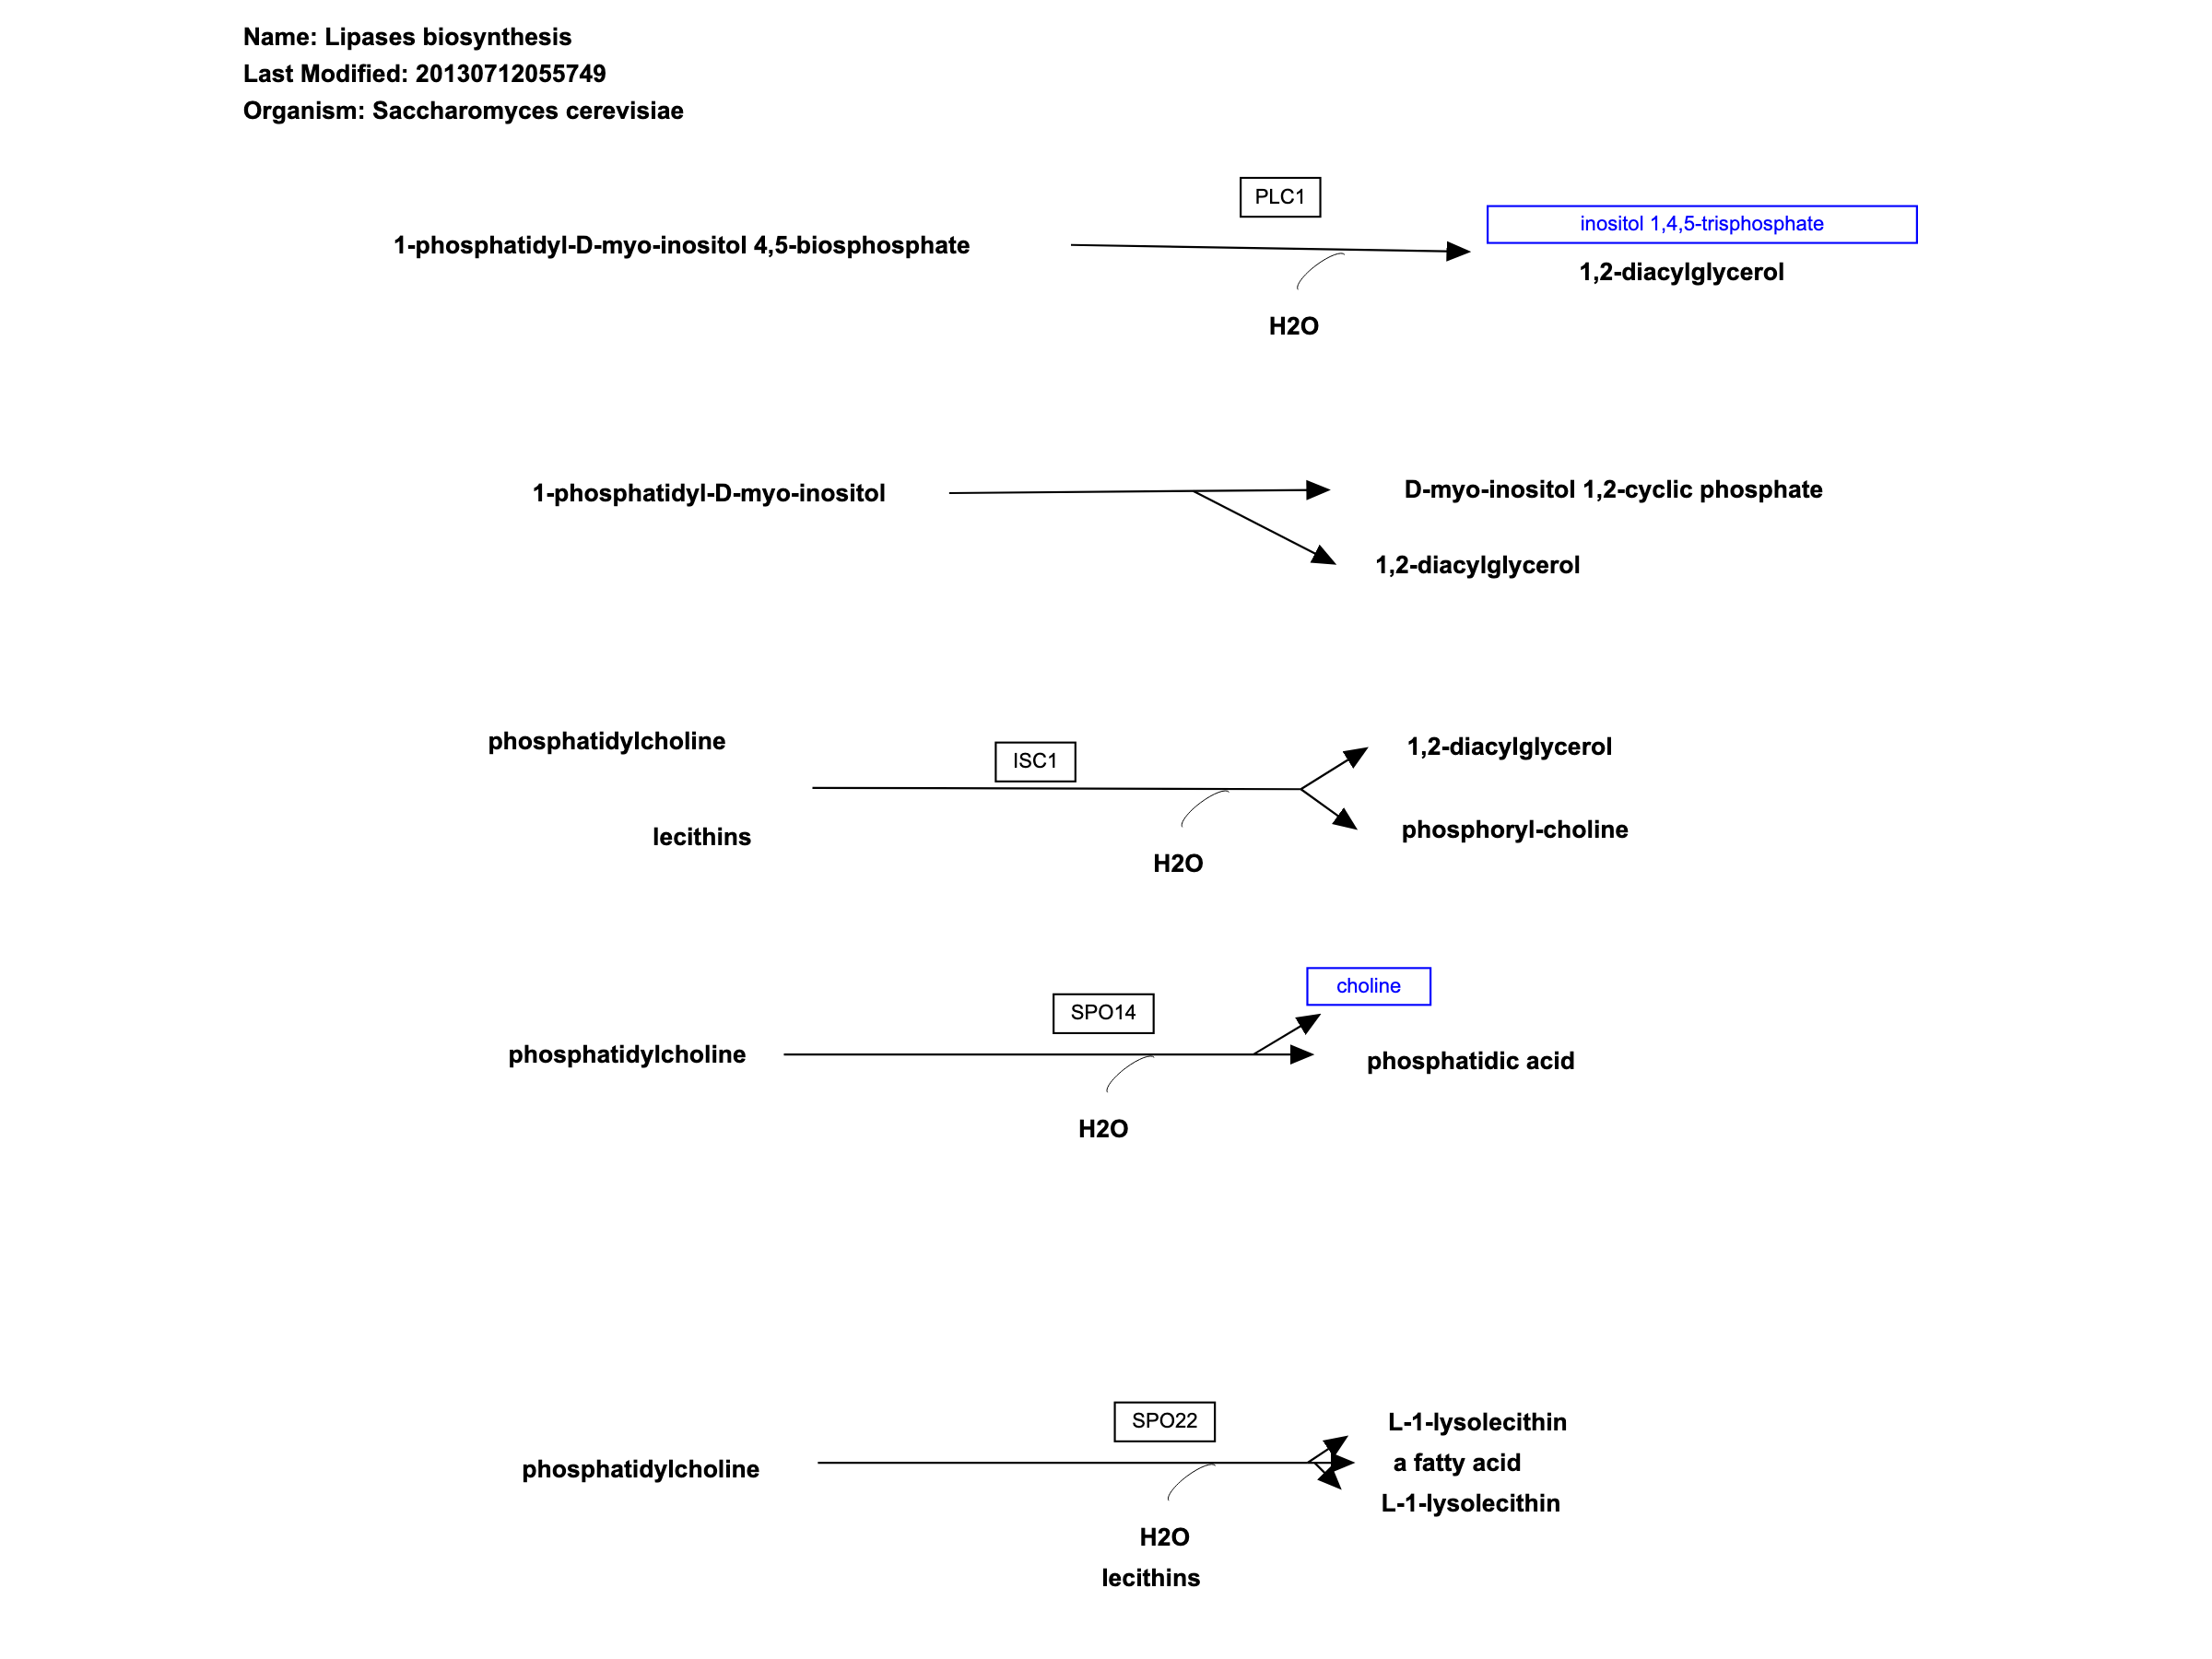 Name: Lipases biosynthesis
Last Modified: 20130712055749
Organism: Saccharomyces cerevisiae
PLC1
inositol 1,4,5-trisphosphate
1-phosphatidyl-D-myo-inositol 4,5-biosphosphate
1,2-diacylglycerol
H2O
1-phosphatidyl-D-myo-inositol
D-myo-inositol 1,2-cyclic phosphate
1,2-diacylglycerol
phosphatidylcholine
ISC1
1,2-diacylglycerol
lecithins
phosphoryl-choline
H2O
choline
SPO14
phosphatidylcholine
phosphatidic acid
H2O
SPO22
L-1-lysolecithin
phosphatidylcholine
a fatty acid
L-1-lysolecithin
H2O
lecithins